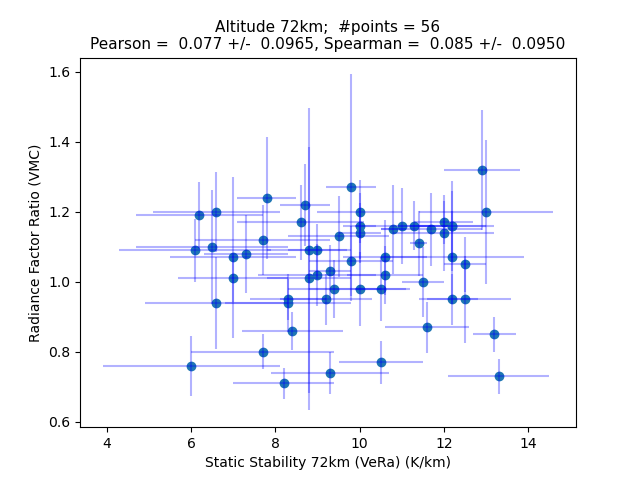 Altitude 72km;  #points = 56
Pearson =  0.077 +/-  0.0965, Spearman =  0.085 +/-  0.0950
1.6
1.4
1.2
1.0
0.8
0.6
Radiance Factor Ratio (VMC)
4 6 8 10 12 14
Static Stability 72km (VeRa) (K/km)